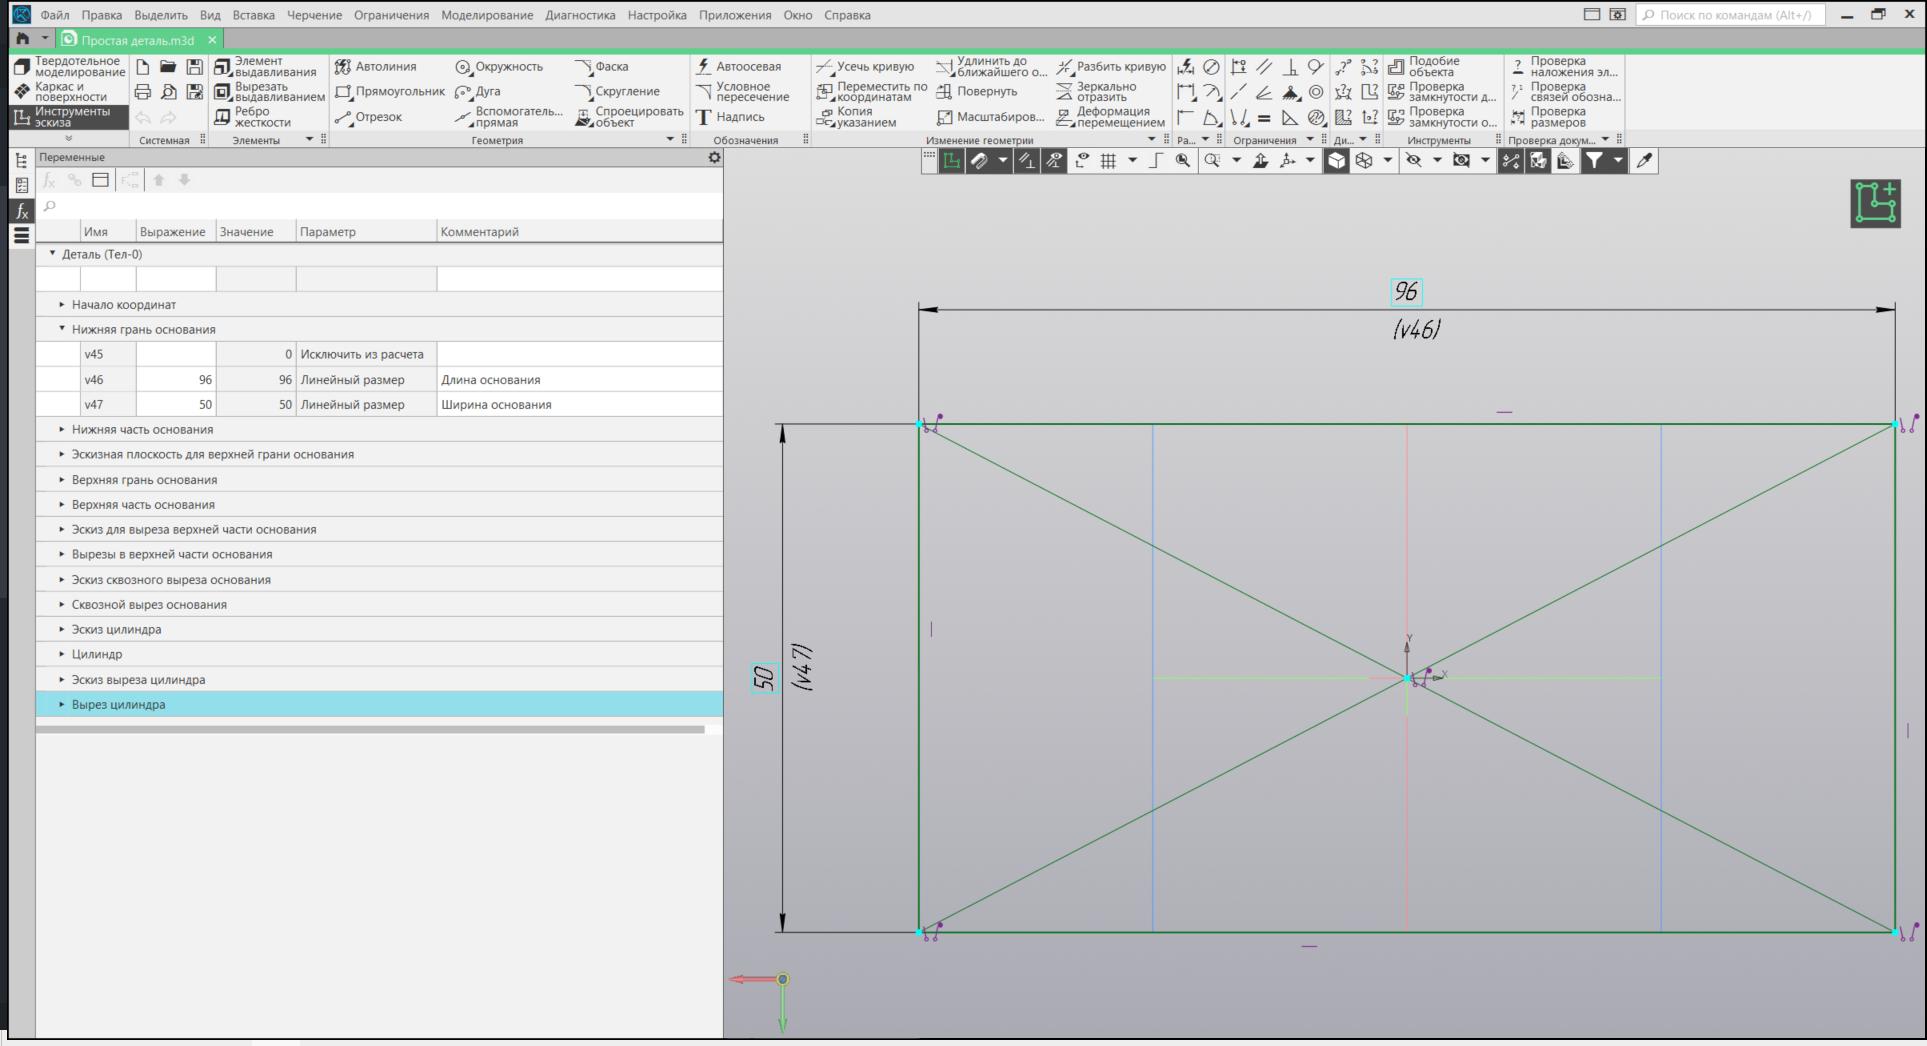 Файл Правка Выделить Вид Вставка Черчение Ограничения Моделирование Диагностика Настройка Приложения Окно Справка
Поиск по командам (Alt+/)
Простая деталь.m3d
Твердотельное моделирование
Каркас и поверхности
Инструменты эскиза
Системная
Элемент выдавливания
Вырезать выдавливанием
Ребро жесткости
Элементы
Автолиния
Прямоугольник
Отрезок
Окружность
Дуга
Вспомогатель... прямая
Фаска
Скругление
Спроецировать объект
Геометрия
Автоосевая
Условное пересечение
Надпись
Обозначения
Усечь кривую
Переместить по координатам
Копия указанием
Удлинить до ближайшего о...
Повернуть
Масштабиров...
Разбить кривую
Зеркально отразить
Деформация перемещением
Изменение геометрии
Ра...
Ограничения
Ди...
Подобие объекта
Проверка замкнутости д...
Проверка замкнутости о...
Инструменты
Проверка наложения эл...
Проверка связей обозна...
Проверка размеров
Проверка докум...
Переменные
Имя Выражение Значение Параметр Комментарий
Деталь (Тел-0)
Начало координат
Нижняя грань основания
v45 0 Исключить из расчета
v46 96 96 Линейный размер Длина основания
v47 50 50 Линейный размер Ширина основания
Нижняя часть основания
Эскизная плоскость для верхней грани основания
Верхняя грань основания
Верхняя часть основания
Эскиз для выреза верхней части основания
Вырезы в верхней части основания
Эскиз сквозного выреза основания
Сквозной вырез основания
Эскиз цилиндра
Цилиндр
Эскиз выреза цилиндра
Вырез цилиндра
96
(v46)
50
(v47)
Y
X